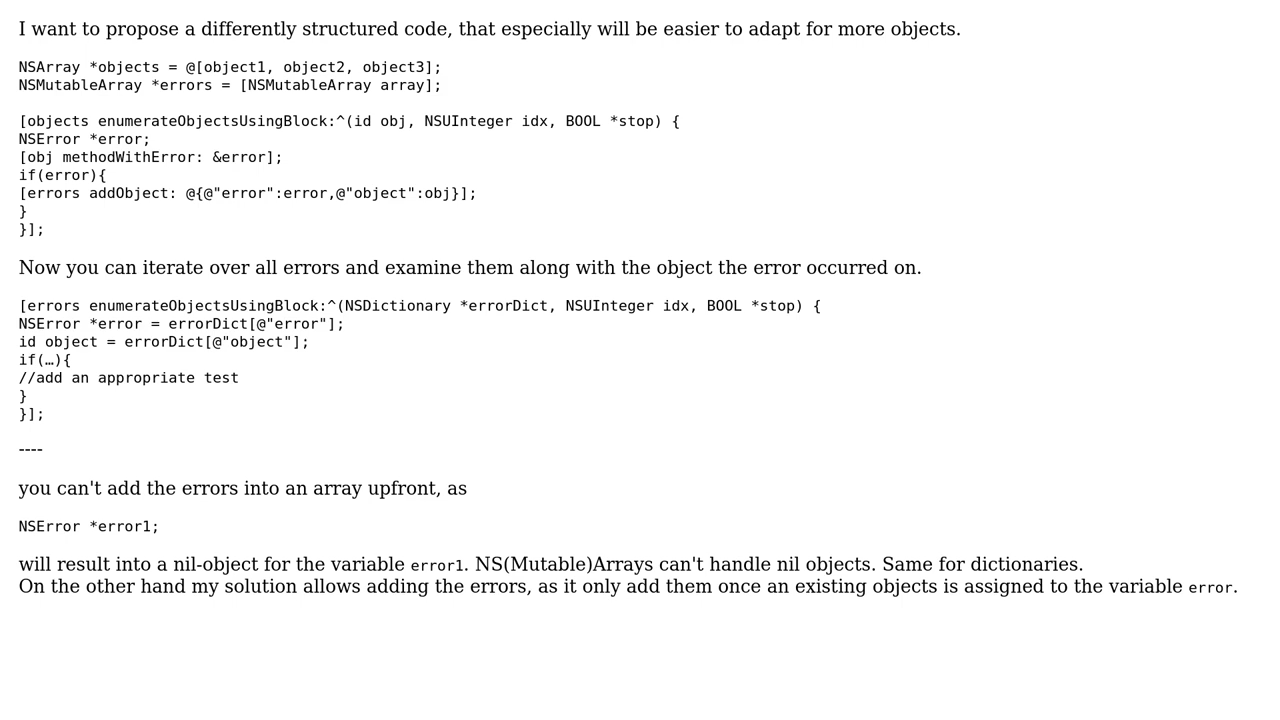 I want to propose a differently structured code, that especially will be easier to adapt for more objects.
NSArray *objects = @[object1, object2, object3];
NSMutableArray *errors = [NSMutableArray array];
[objects enumerateObjectsUsingBlock:^(id obj, NSUInteger idx, BOOL *stop) {
NSError *error;
[obj methodWithError: &error];
if(error){
[errors addObject: @{@"error":error,@"object":obj}];
}
}];
Now you can iterate over all errors and examine them along with the object the error occurred on.
[errors enumerateObjectsUsingBlock:^(NSDictionary *errorDict, NSUInteger idx, BOOL *stop) {
NSError *error = errorDict[@"error"];
id object = errorDict[@"object"];
if(…){
//add an appropriate test
}
}];
----
you can't add the errors into an array upfront, as
NSError *error1;
will result into a nil-object for the variable error1. NS(Mutable)Arrays can't handle nil objects. Same for dictionaries.
On the other hand my solution allows adding the errors, as it only add them once an existing objects is assigned to the variable error.